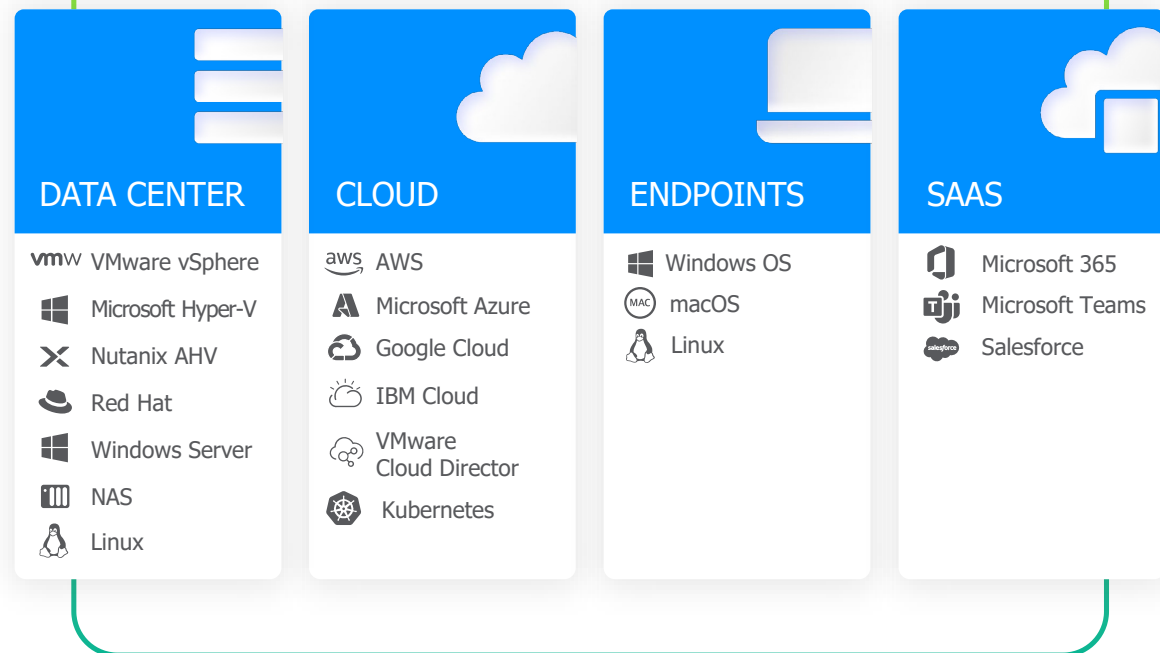 DATA CENTER
vmw VMware vSphere
Microsoft Hyper-V
Nutanix AHV
Red Hat
Windows Server
NAS
Linux
CLOUD
aws AWS
Microsoft Azure
Google Cloud
IBM Cloud
VMware
Cloud Director
Kubernetes
ENDPOINTS
Windows OS
MAC macOS
Linux
SAAS
Microsoft 365
T Microsoft Teams
salesforce Salesforce